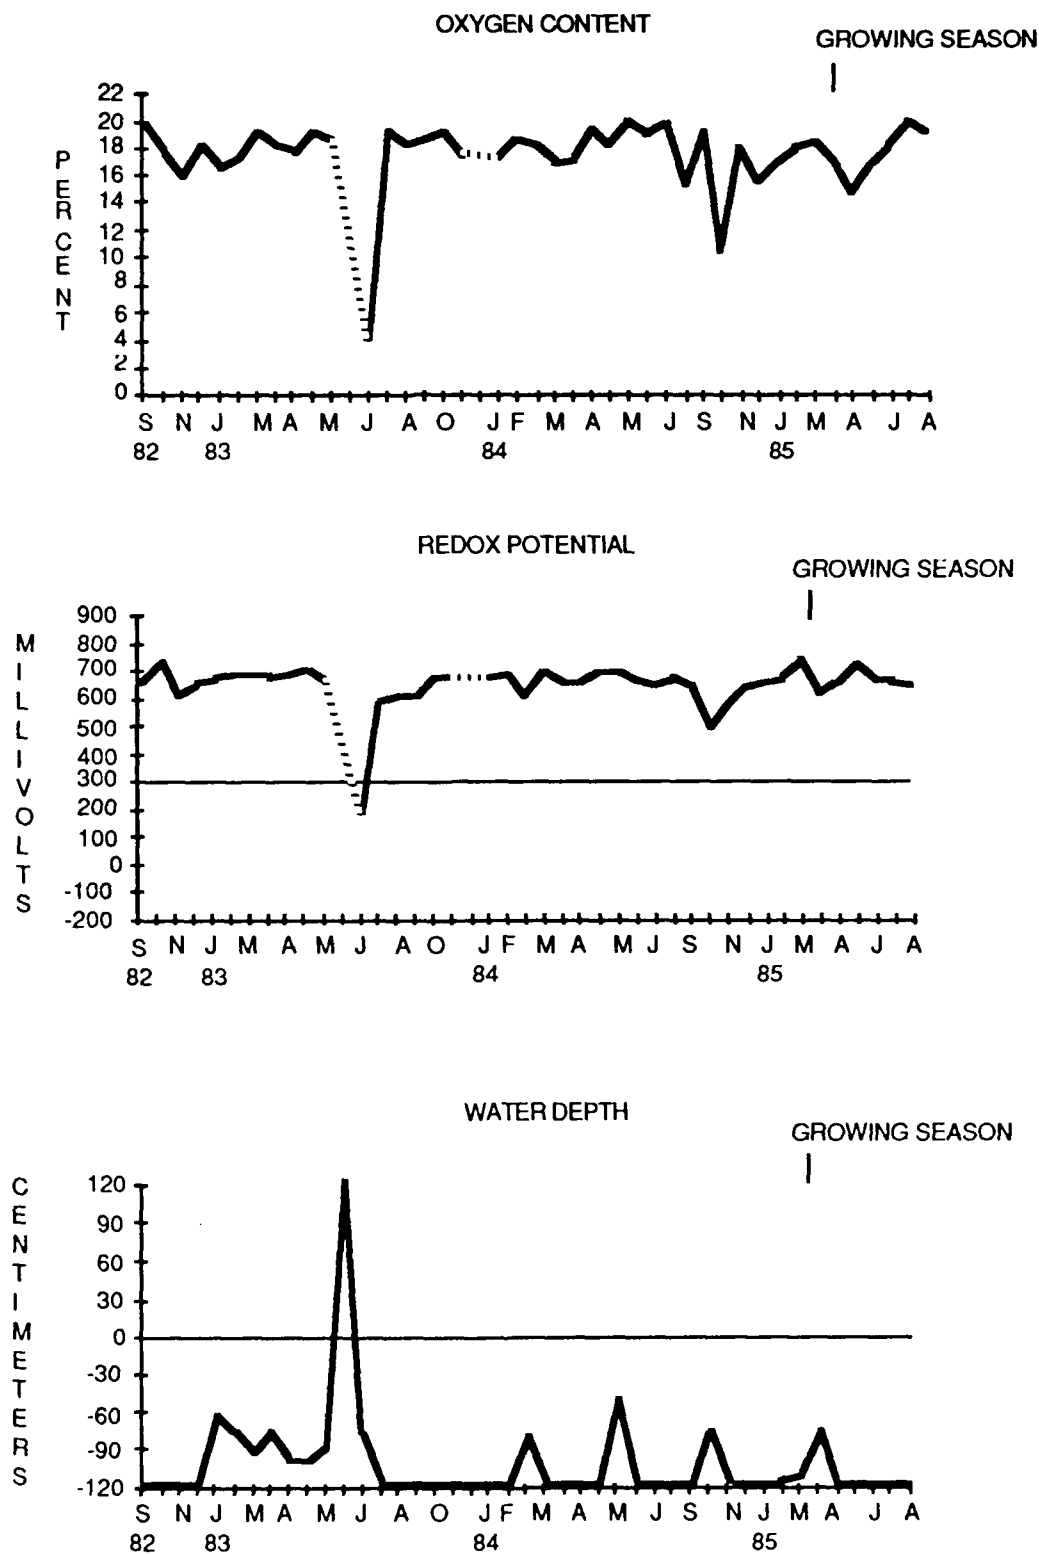 OXYGEN CONTENT
GROWING SEASON
PERCENT
22
20
18
16
14
12
10
8
6
4
2
0
S N J M A M J A O J F M A M J S N J M A J A
82 83 84 85
REDOX POTENTIAL
GROWING SEASON
MILLIVOLTS
900
800
700
600
500
400
300
200
100
0
-100
-200
S N J M A M J A O J F M A M J S N J M A J A
82 83 84 85
WATER DEPTH
GROWING SEASON
CENTIMETERS
120
90
60
30
0
-30
-60
-90
-120
S N J M A M J A O J F M A M J S N J M A J A
82 83 84 85